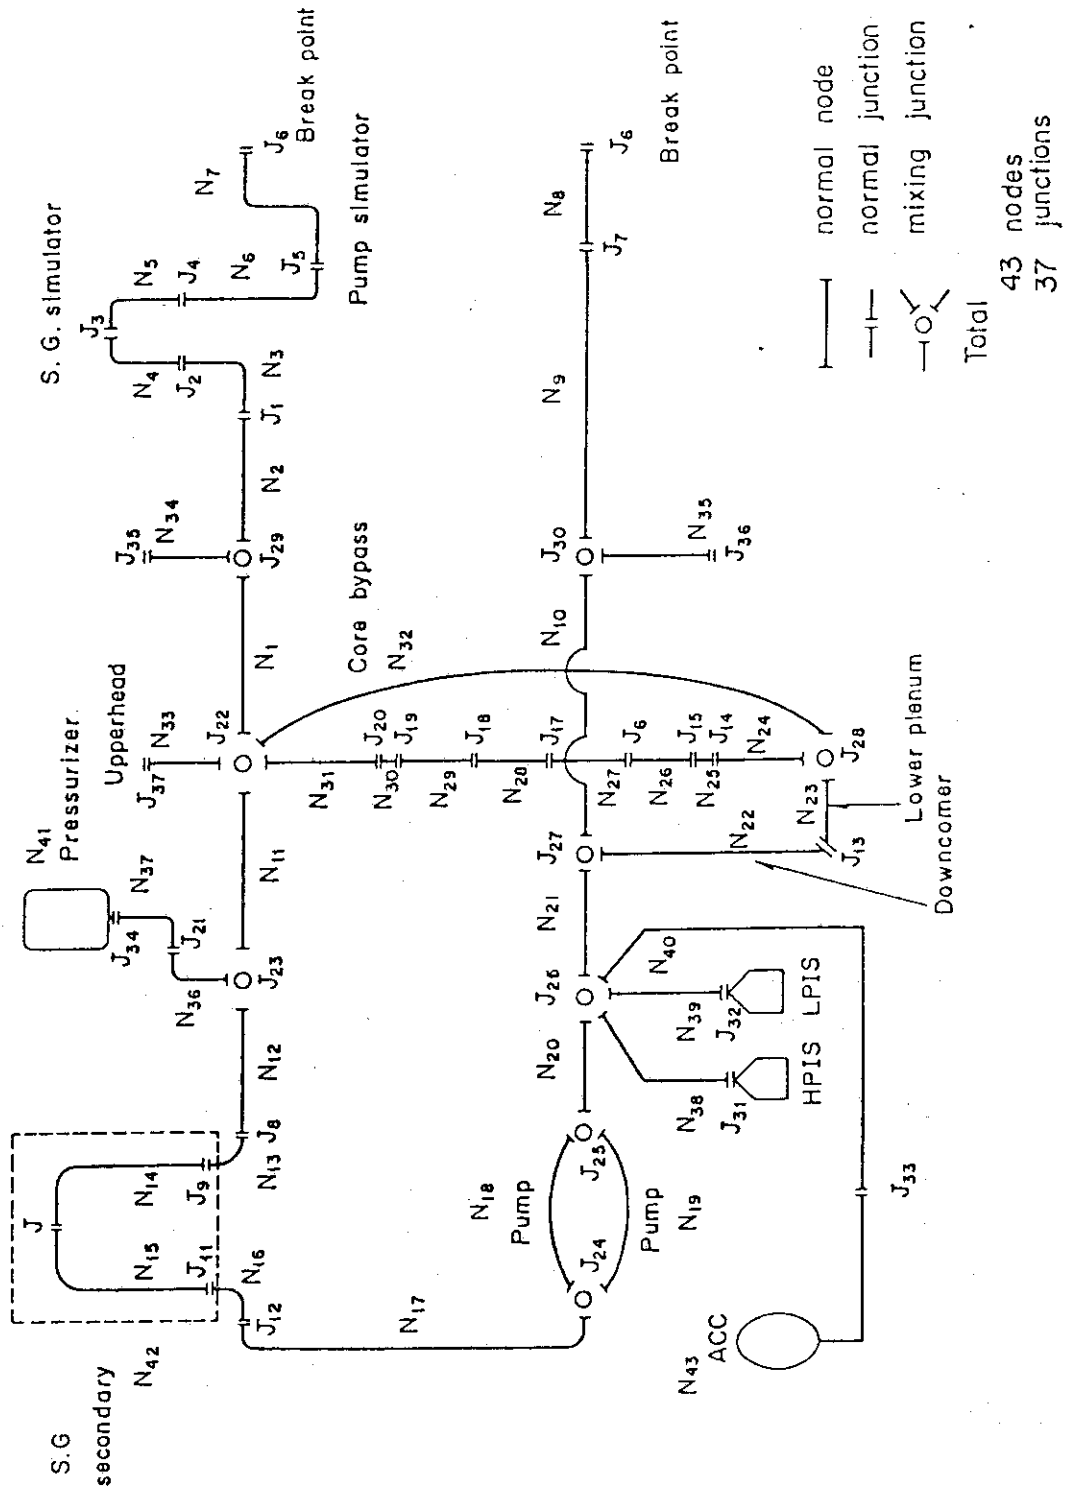 S. G. simulator
N5
J4
N6
J5
N7
J6
Break point
Pump simulator
J3
N4
J2
N3
J1
N2
J35
N34
J29
N1
Pressurizer
N41
N37
J34
J21
N36
J23
Upperhead
N33
J37
J22
N11
N12
J8
N13
J9
N14
J
N15
J11
N16
J12
N42
S.G
secondary
N17
Core bypass
N32
J20
J19
J18
J17
J6
J15
J14
N24
N31
N30
N29
N28
N27
N26
N25
J28
N23
Lower plenum
N22
J13
Downcomer
J27
N21
J26
N20
N40
N39
J32
LPIS
N38
J31
HPIS
J25
N18
Pump
Pump
N19
J24
J33
N43
ACC
N10
J30
N35
J36
N9
J7
N8
J6
Break point
normal node
normal junction
mixing junction
Total
43 nodes
37 junctions